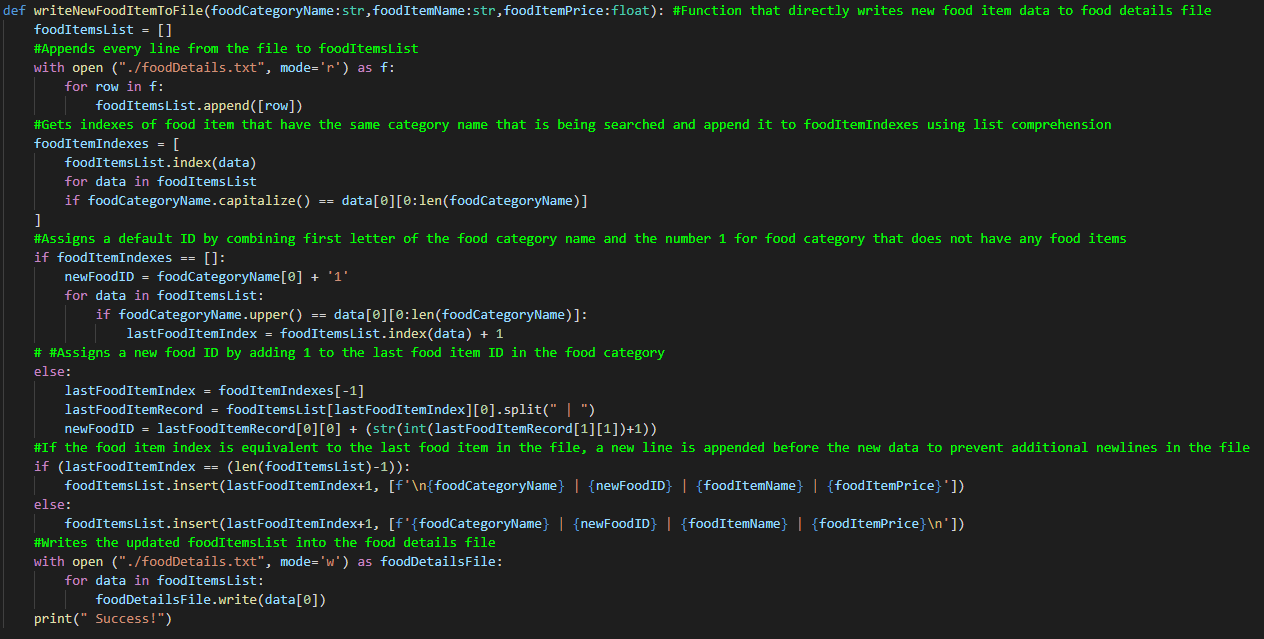 def writeNewFoodItemToFile(foodCategoryName:str,foodItemName:str,foodItemPrice:float): #Function that directly writes new food item data to food details file
    foodItemsList = []
    #Appends every line from the file to foodItemsList
    with open ("./foodDetails.txt", mode='r') as f:
        for row in f:
            foodItemsList.append([row])
    #Gets indexes of food item that have the same category name that is being searched and append it to foodItemIndexes using list comprehension
    foodItemIndexes = [
        foodItemsList.index(data)
        for data in foodItemsList
        if foodCategoryName.capitalize() == data[0][0:len(foodCategoryName)]
    ]
    #Assigns a default ID by combining first letter of the food category name and the number 1 for food category that does not have any food items
    if foodItemIndexes == []:
        newFoodID = foodCategoryName[0] + '1'
        for data in foodItemsList:
            if foodCategoryName.upper() == data[0][0:len(foodCategoryName)]:
                lastFoodItemIndex = foodItemsList.index(data) + 1
    # #Assigns a new food ID by adding 1 to the last food item ID in the food category
    else:
        lastFoodItemIndex = foodItemIndexes[-1]
        lastFoodItemRecord = foodItemsList[lastFoodItemIndex][0].split(" | ")
        newFoodID = lastFoodItemRecord[0][0] + (str(int(lastFoodItemRecord[1][1])+1))
    #If the food item index is equivalent to the last food item in the file, a new line is appended before the new data to prevent additional newlines in the file
    if (lastFoodItemIndex == (len(foodItemsList)-1)):
        foodItemsList.insert(lastFoodItemIndex+1, [f'\n{foodCategoryName} | {newFoodID} | {foodItemName} | {foodItemPrice}'])
    else:
        foodItemsList.insert(lastFoodItemIndex+1, [f'{foodCategoryName} | {newFoodID} | {foodItemName} | {foodItemPrice}\n'])
    #Writes the updated foodItemsList into the food details file
    with open ("./foodDetails.txt", mode='w') as foodDetailsFile:
        for data in foodItemsList:
            foodDetailsFile.write(data[0])
    print(" Success!")